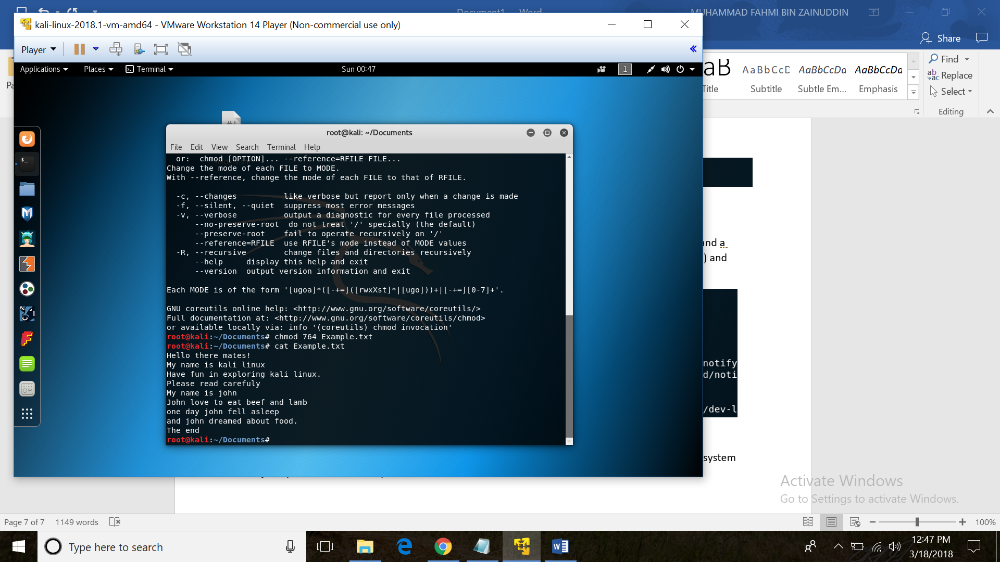 Document1 - Word
MUHAMMAD FAHMI BIN ZAINUDDIN
kali-linux-2018.1-vm-amd64 - VMware Workstation 14 Player (Non-commercial use only)
Share
Player
Applications
Places
Terminal
Sun 00:47
1
Find
Replace
Select
Editing
AaBbCcD
AaBbCcDa
AaBbCcDa
Title
Subtitle
Subtle Em...
Emphasis
root@kali: ~/Documents
File Edit View Search Terminal Help
or: chmod [OPTION]... --reference=RFILE FILE...
Change the mode of each FILE to MODE.
With --reference, change the mode of each FILE to that of RFILE.
-c, --changes like verbose but report only when a change is made
-f, --silent, --quiet suppress most error messages
-v, --verbose output a diagnostic for every file processed
--no-preserve-root do not treat '/' specially (the default)
--preserve-root fail to operate recursively on '/'
--reference=RFILE use RFILE's mode instead of MODE values
-R, --recursive change files and directories recursively
--help display this help and exit
--version output version information and exit
Each MODE is of the form '[ugoa]*([-+=]([rwxXst]*|[ugo]))+|[-+=][0-7]+'.
GNU coreutils online help: <http://www.gnu.org/software/coreutils/>
Full documentation at: <http://www.gnu.org/software/coreutils/chmod>
or available locally via: info '(coreutils) chmod invocation'
root@kali:~/Documents# chmod 764 Example.txt
root@kali:~/Documents# cat Example.txt
Hello there mates!
My name is kali linux
Have fun in exploring kali linux.
Please read carefuly
My name is john
John love to eat beef and lamb
one day john fell asleep
and john dreamed about food.
The end
root@kali:~/Documents#
and a
) and
notify
d/noti
/dev-l
system
Activate Windows
Go to Settings to activate Windows.
Page 7 of 7 1149 words
100%
Type here to search
12:47 PM
3/18/2018